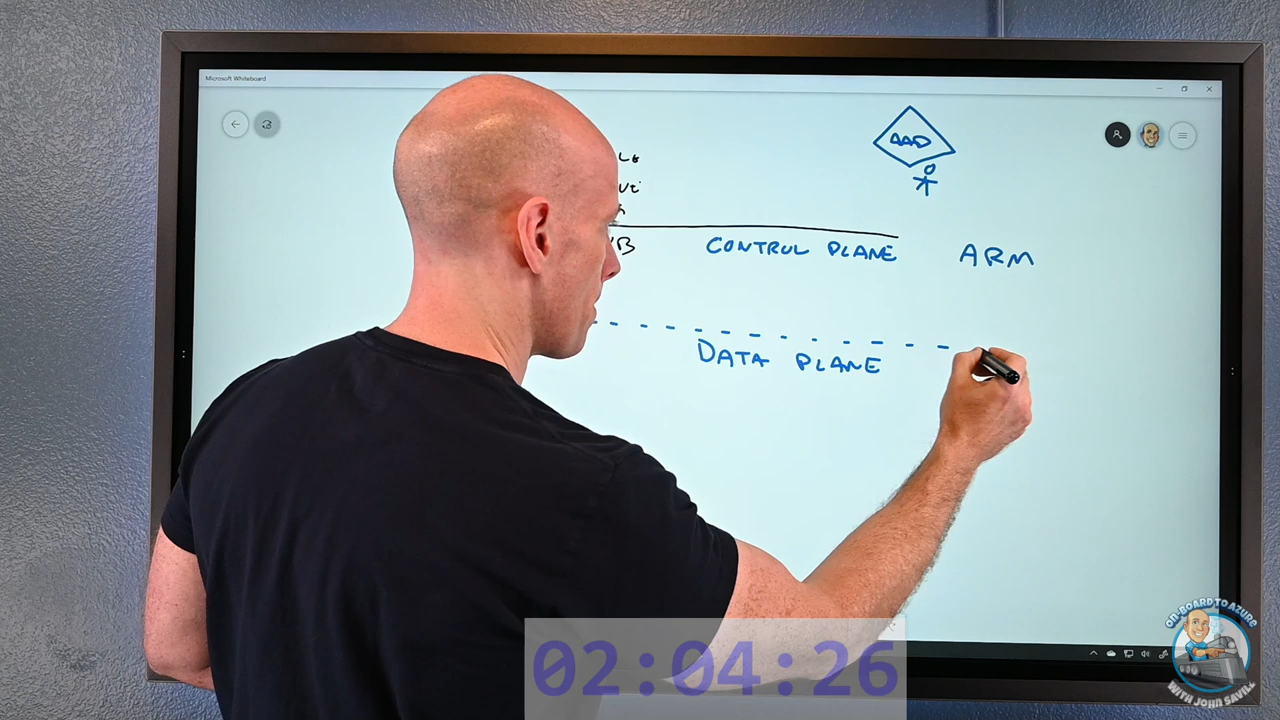 Microsoft Whiteboard
AAD
CONTROL PLANE
ARM
DATA PLANE
02:04:26
ON-BOARD TO AZURE
WITH JOHN SAVILL